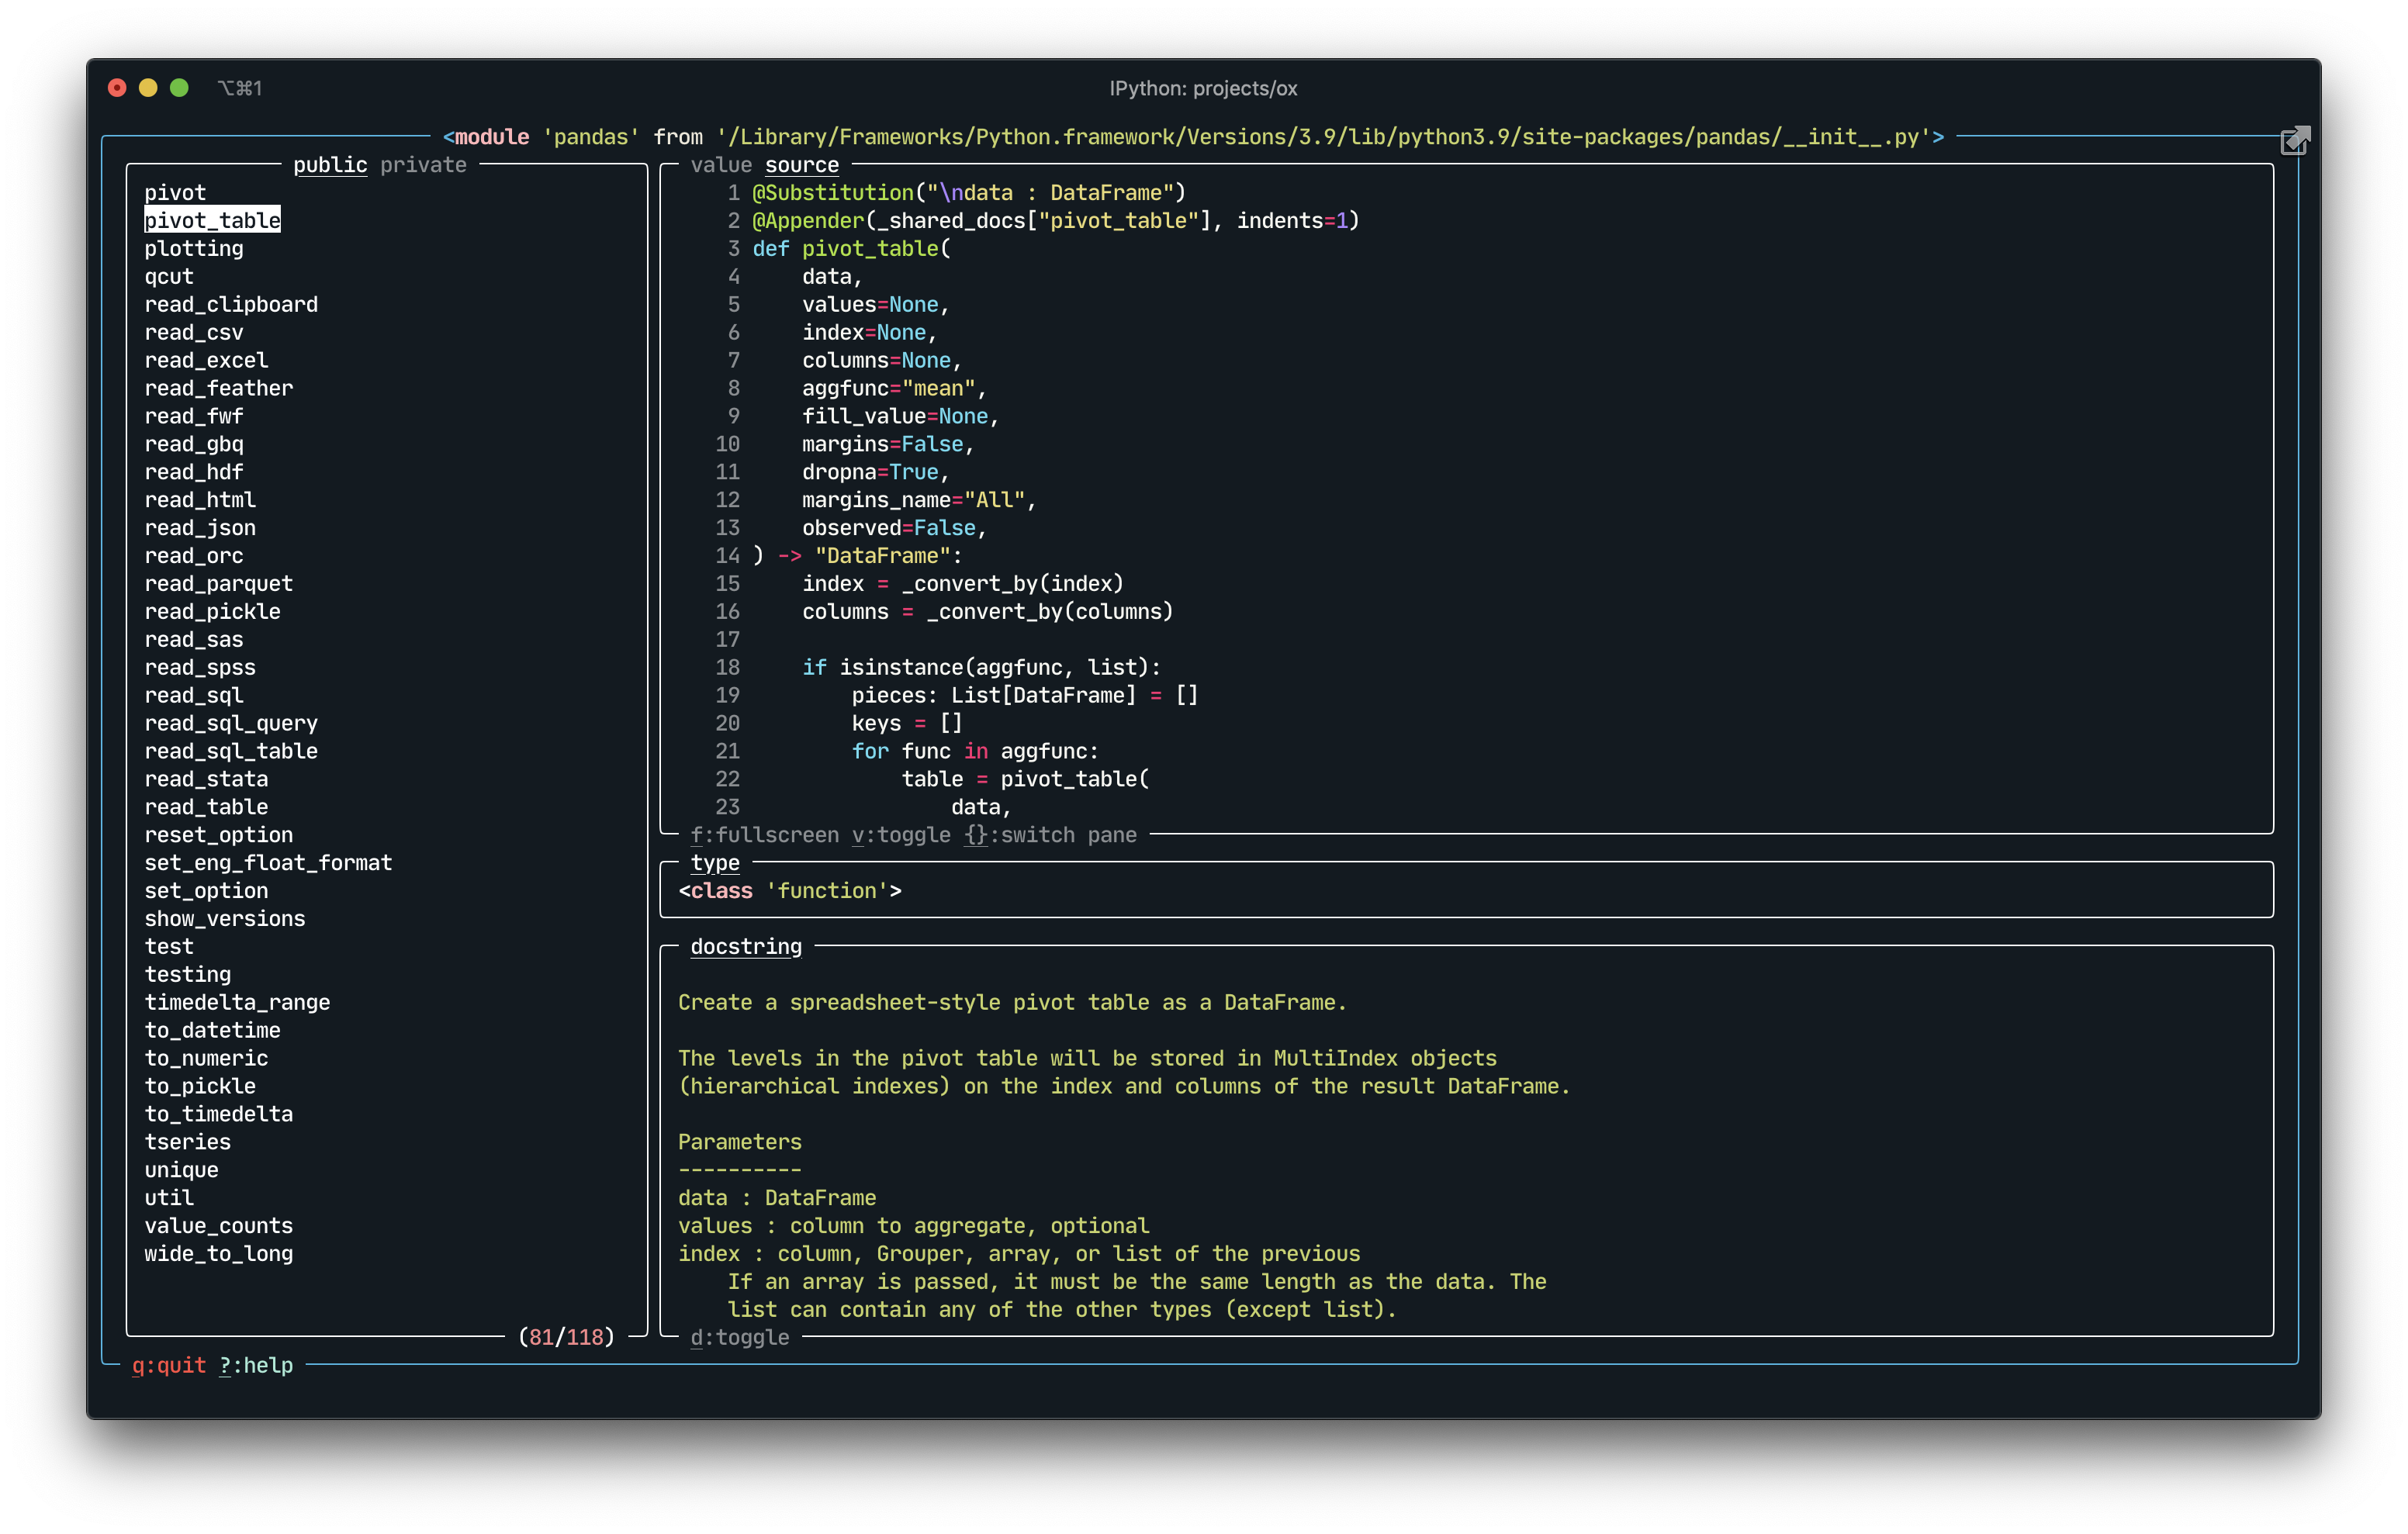 ⌥⌘1
IPython: projects/ox
<module 'pandas' from '/Library/Frameworks/Python.framework/Versions/3.9/lib/python3.9/site-packages/pandas/__init__.py'>
public private
pivot
pivot_table
plotting
qcut
read_clipboard
read_csv
read_excel
read_feather
read_fwf
read_gbq
read_hdf
read_html
read_json
read_orc
read_parquet
read_pickle
read_sas
read_spss
read_sql
read_sql_query
read_sql_table
read_stata
read_table
reset_option
set_eng_float_format
set_option
show_versions
test
testing
timedelta_range
to_datetime
to_numeric
to_pickle
to_timedelta
tseries
unique
util
value_counts
wide_to_long
(81/118)
value source
1 @Substitution("\ndata : DataFrame")
2 @Appender(_shared_docs["pivot_table"], indents=1)
3 def pivot_table(
4     data,
5     values=None,
6     index=None,
7     columns=None,
8     aggfunc="mean",
9     fill_value=None,
10     margins=False,
11     dropna=True,
12     margins_name="All",
13     observed=False,
14 ) -> "DataFrame":
15     index = _convert_by(index)
16     columns = _convert_by(columns)
17
18     if isinstance(aggfunc, list):
19         pieces: List[DataFrame] = []
20         keys = []
21         for func in aggfunc:
22             table = pivot_table(
23                 data,
f:fullscreen v:toggle {}:switch pane
type
<class 'function'>
docstring
Create a spreadsheet-style pivot table as a DataFrame.
The levels in the pivot table will be stored in MultiIndex objects
(hierarchical indexes) on the index and columns of the result DataFrame.
Parameters
----------
data : DataFrame
values : column to aggregate, optional
index : column, Grouper, array, or list of the previous
    If an array is passed, it must be the same length as the data. The
    list can contain any of the other types (except list).
d:toggle
q:quit ?:help